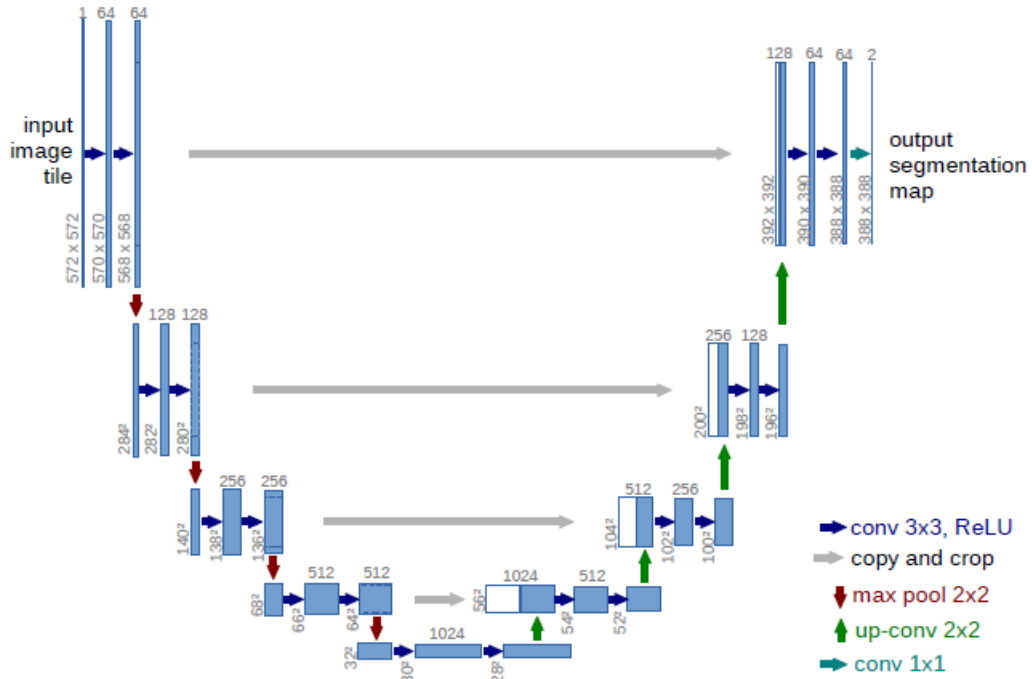 1 64 64
128 64 64 2
input
image
tile
output
segmentation
map
572 x 572
570 x 570
568 x 568
392 x 392
390 x 390
388 x 388
388 x 388
128 128
256 128
284²
282²
280²
200²
198²
196²
256 256
512 256
140²
138²
136²
104²
102²
100²
conv 3x3, ReLU
copy and crop
max pool 2x2
up-conv 2x2
conv 1x1
512 512
1024 512
68²
66²
64²
56²
54²
52²
1024
32²
30²
28²